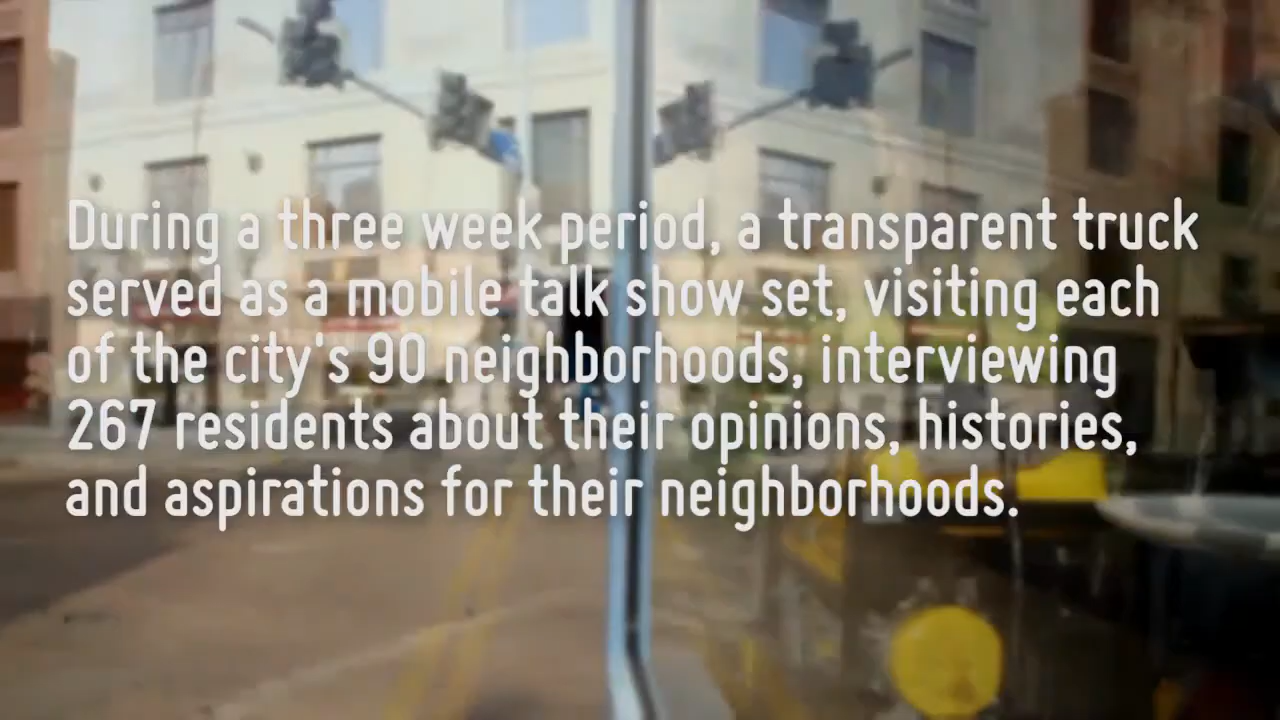 During a three week period, a transparent truck
served as a mobile talk show set, visiting each
of the city's 90 neighborhoods, interviewing
267 residents about their opinions, histories,
and aspirations for their neighborhoods.